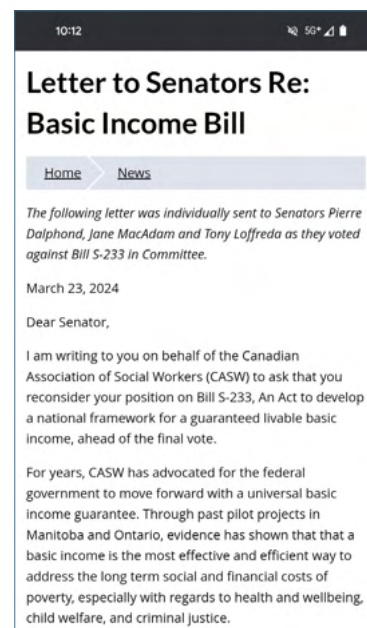 10:12 5G+
Letter to Senators Re:
Basic Income Bill
Home News
The following letter was individually sent to Senators Pierre
Dalphond, Jane MacAdam and Tony Loffreda as they voted
against Bill S-233 in Committee.
March 23, 2024
Dear Senator,
I am writing to you on behalf of the Canadian
Association of Social Workers (CASW) to ask that you
reconsider your position on Bill S-233, An Act to develop
a national framework for a guaranteed livable basic
income, ahead of the final vote.
For years, CASW has advocated for the federal
government to move forward with a universal basic
income guarantee. Through past pilot projects in
Manitoba and Ontario, evidence has shown that that a
basic income is the most effective and efficient way to
address the long term social and financial costs of
poverty, especially with regards to health and wellbeing,
child welfare, and criminal justice.